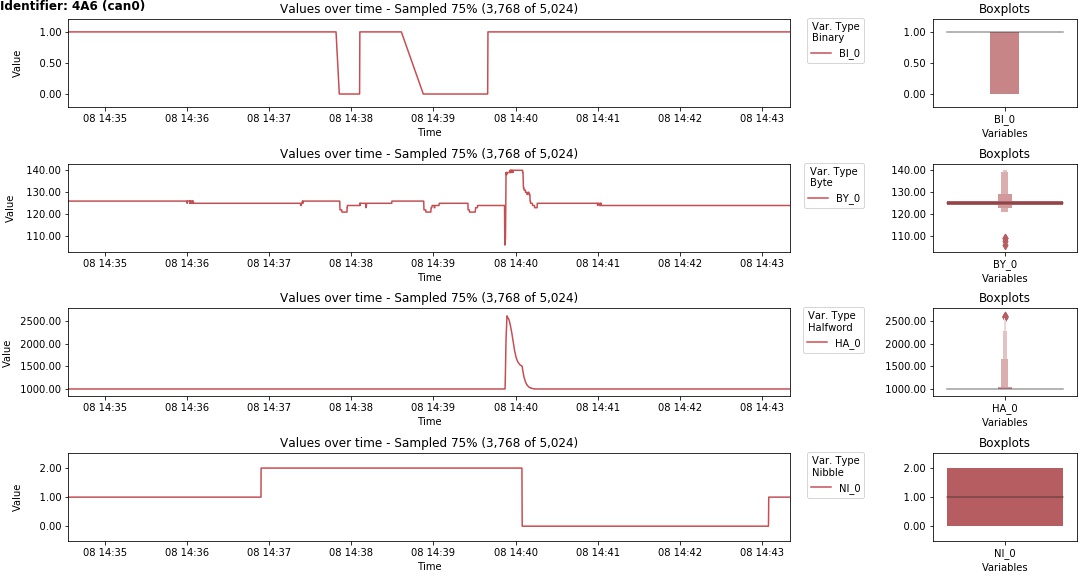 Identifier: 4A6 (can0)
Values over time - Sampled 75% (3,768 of 5,024)
Boxplots
Value
1.00
0.50
0.00
08 14:35 08 14:36 08 14:37 08 14:38 08 14:39 08 14:40 08 14:41 08 14:42 08 14:43
Time
Var. Type
Binary
BI_0
1.00
0.50
0.00
BI_0
Variables
Values over time - Sampled 75% (3,768 of 5,024)
Boxplots
Value
140.00
130.00
120.00
110.00
08 14:35 08 14:36 08 14:37 08 14:38 08 14:39 08 14:40 08 14:41 08 14:42 08 14:43
Time
Var. Type
Byte
BY_0
140.00
130.00
120.00
110.00
BY_0
Variables
Values over time - Sampled 75% (3,768 of 5,024)
Boxplots
Value
2500.00
2000.00
1500.00
1000.00
08 14:35 08 14:36 08 14:37 08 14:38 08 14:39 08 14:40 08 14:41 08 14:42 08 14:43
Time
Var. Type
Halfword
HA_0
2500.00
2000.00
1500.00
1000.00
HA_0
Variables
Values over time - Sampled 75% (3,768 of 5,024)
Boxplots
Value
2.00
1.00
0.00
08 14:35 08 14:36 08 14:37 08 14:38 08 14:39 08 14:40 08 14:41 08 14:42 08 14:43
Time
Var. Type
Nibble
NI_0
2.00
1.00
0.00
NI_0
Variables